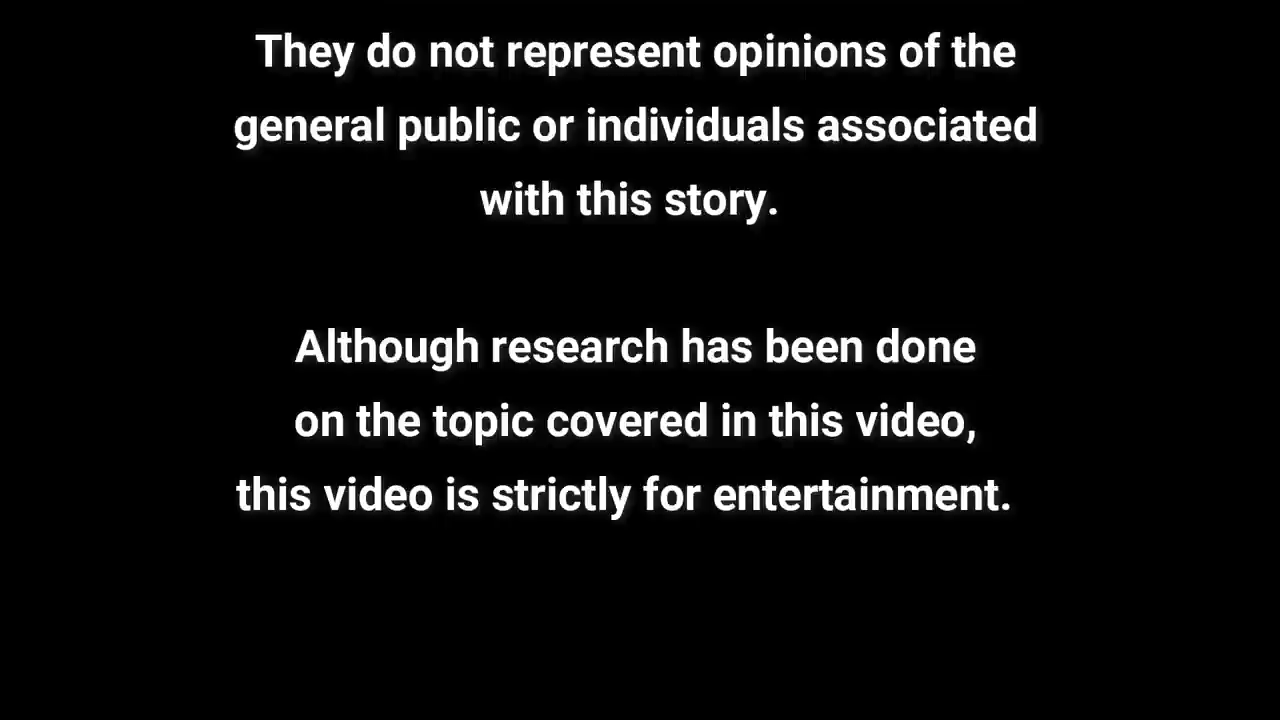 They do not represent opinions of the
general public or individuals associated
with this story.
Although research has been done
on the topic covered in this video,
this video is strictly for entertainment.